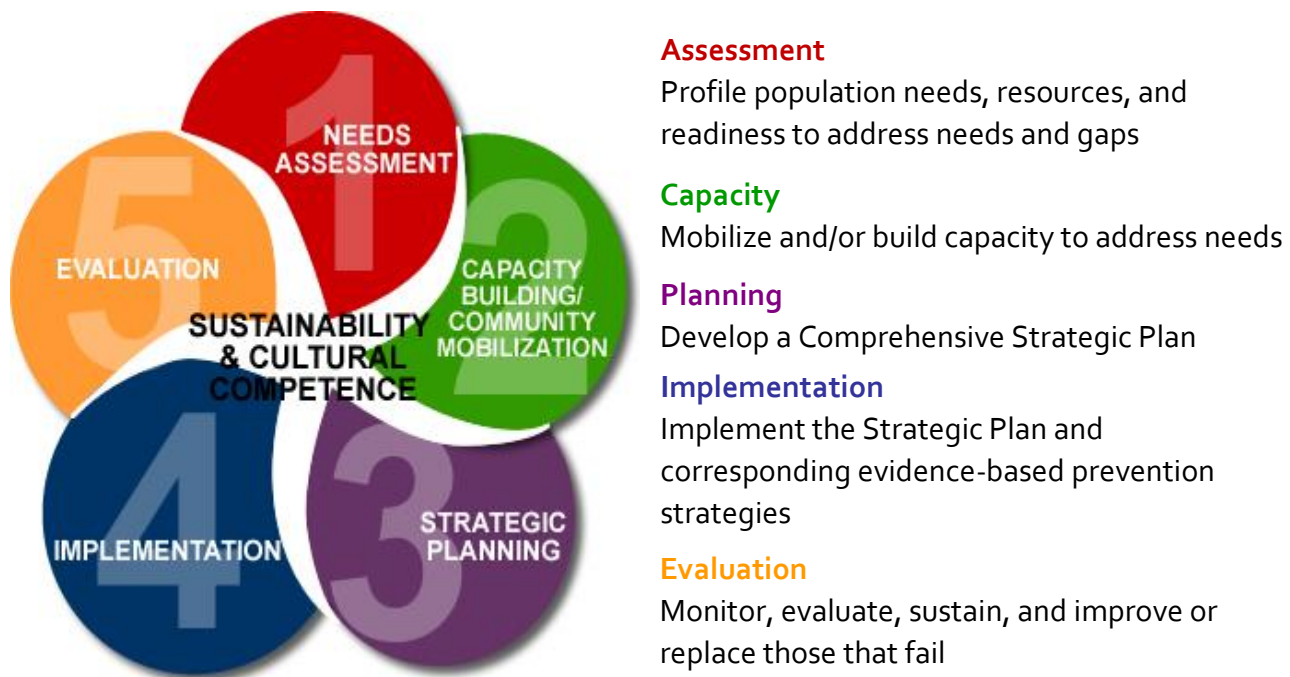 1
NEEDS
ASSESSMENT
2
CAPACITY
BUILDING/
COMMUNITY
MOBILIZATION
3
STRATEGIC
PLANNING
4
IMPLEMENTATION
5
EVALUATION
SUSTAINABILITY
& CULTURAL
COMPETENCE
Assessment
Profile population needs, resources, and
readiness to address needs and gaps
Capacity
Mobilize and/or build capacity to address needs
Planning
Develop a Comprehensive Strategic Plan
Implementation
Implement the Strategic Plan and
corresponding evidence-based prevention
strategies
Evaluation
Monitor, evaluate, sustain, and improve or
replace those that fail